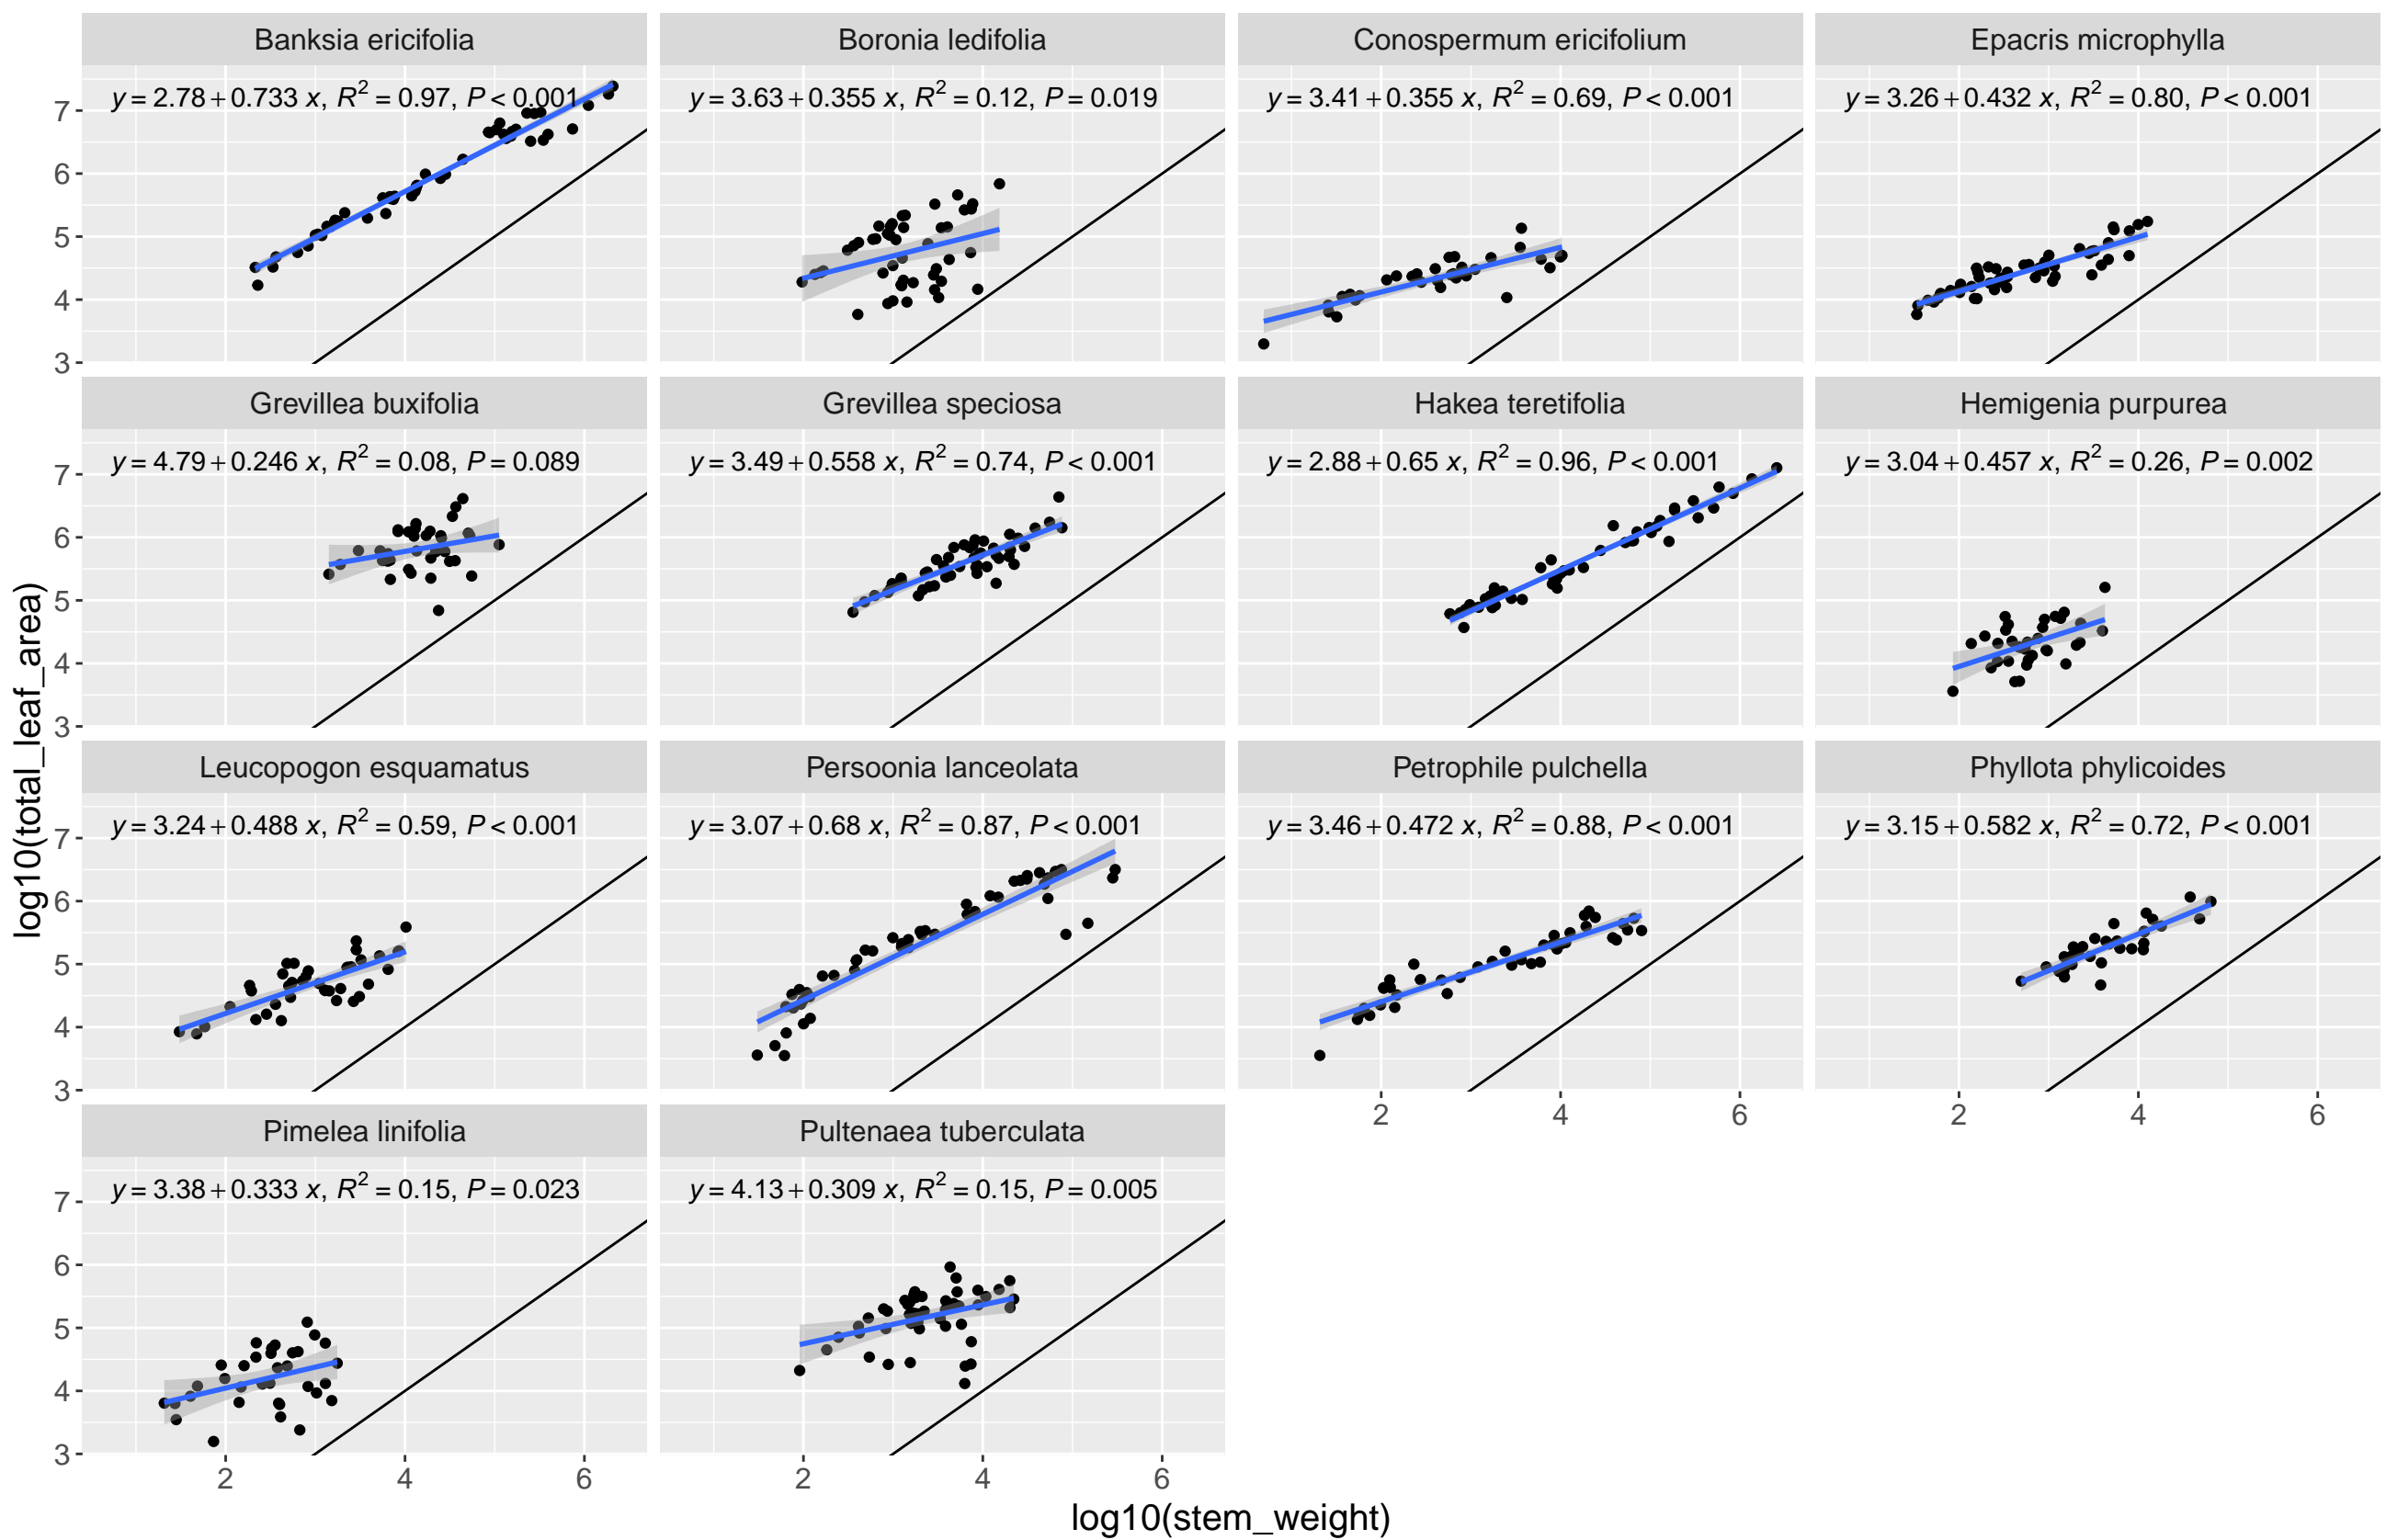 Banksia ericifolia
Boronia ledifolia
Conospermum ericifolium
Epacris microphylla
y = 2.78 + 0.733 x, R² = 0.97, P < 0.001
y = 3.63 + 0.355 x, R² = 0.12, P = 0.019
y = 3.41 + 0.355 x, R² = 0.69, P < 0.001
y = 3.26 + 0.432 x, R² = 0.80, P < 0.001
7
6
5
4
3
Grevillea buxifolia
Grevillea speciosa
Hakea teretifolia
Hemigenia purpurea
y = 4.79 + 0.246 x, R² = 0.08, P = 0.089
y = 3.49 + 0.558 x, R² = 0.74, P < 0.001
y = 2.88 + 0.65 x, R² = 0.96, P < 0.001
y = 3.04 + 0.457 x, R² = 0.26, P = 0.002
7
6
5
4
3
log10(total_leaf_area)
Leucopogon esquamatus
Persoonia lanceolata
Petrophile pulchella
Phyllota phylicoides
y = 3.24 + 0.488 x, R² = 0.59, P < 0.001
y = 3.07 + 0.68 x, R² = 0.87, P < 0.001
y = 3.46 + 0.472 x, R² = 0.88, P < 0.001
y = 3.15 + 0.582 x, R² = 0.72, P < 0.001
7
6
5
4
3
2 4 6
2 4 6
Pimelea linifolia
Pultenaea tuberculata
y = 3.38 + 0.333 x, R² = 0.15, P = 0.023
y = 4.13 + 0.309 x, R² = 0.15, P = 0.005
7
6
5
4
3
2 4 6
2 4 6
log10(stem_weight)